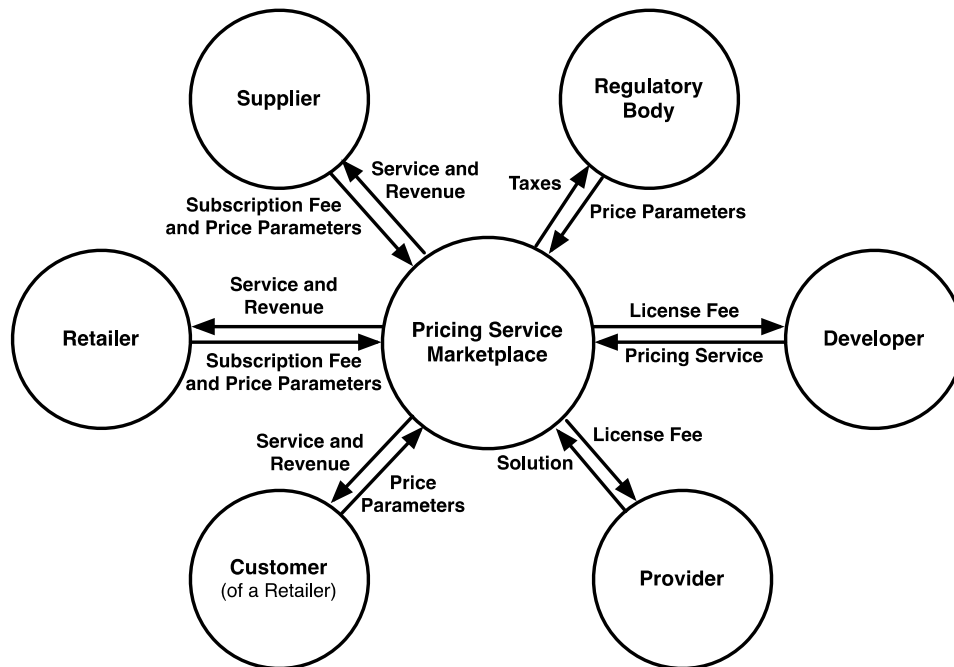 Supplier
Regulatory
Body
Service and
Revenue
Subscription Fee
and Price Parameters
Taxes
Price Parameters
Service and
Revenue
Retailer
Subscription Fee
and Price Parameters
Pricing Service
Marketplace
License Fee
Pricing Service
Developer
Service and
Revenue
Price
Parameters
License Fee
Solution
Customer
(of a Retailer)
Provider